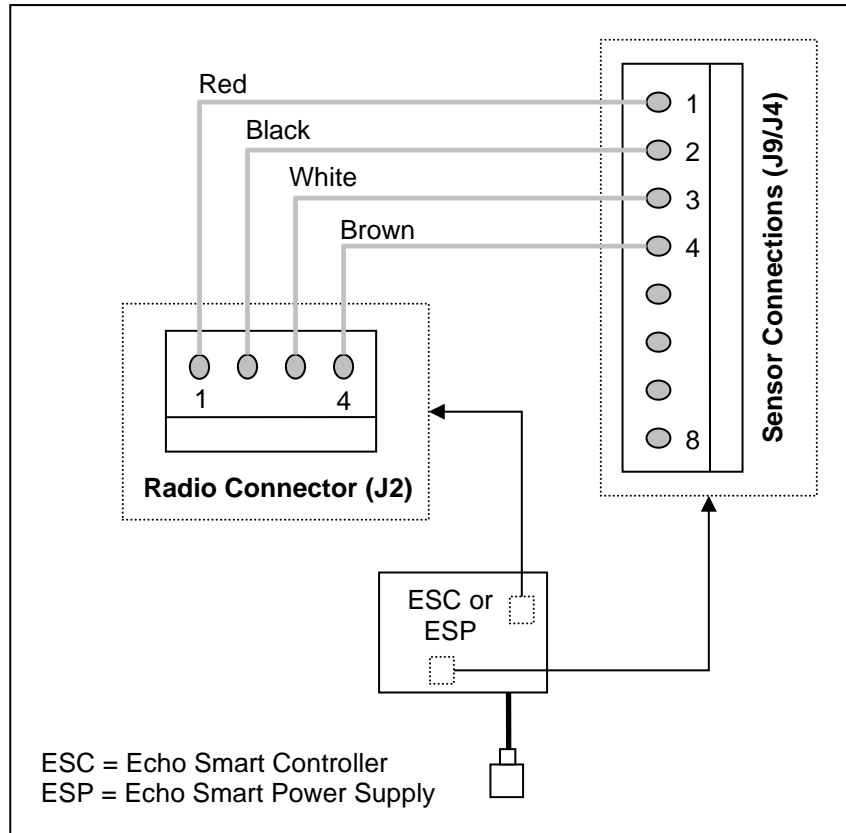 Red
Black
White
Brown
1
2
3
4
8
Sensor Connections (J9/J4)
1
4
Radio Connector (J2)
ESC or
ESP
ESC = Echo Smart Controller
ESP = Echo Smart Power Supply